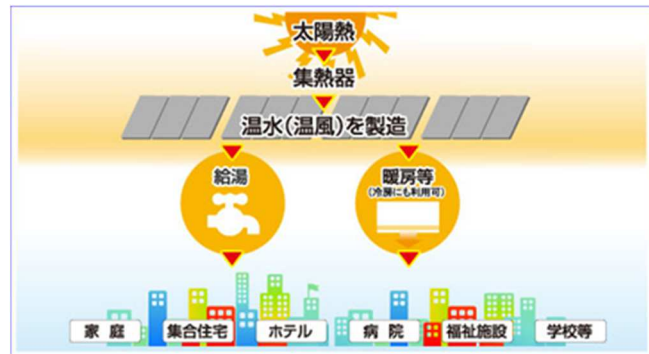 太陽熱
集熱器
温水(温風)を製造
給湯
暖房等
(冷房にも利用可)
家庭
集合住宅
ホテル
病院
福祉施設
学校等